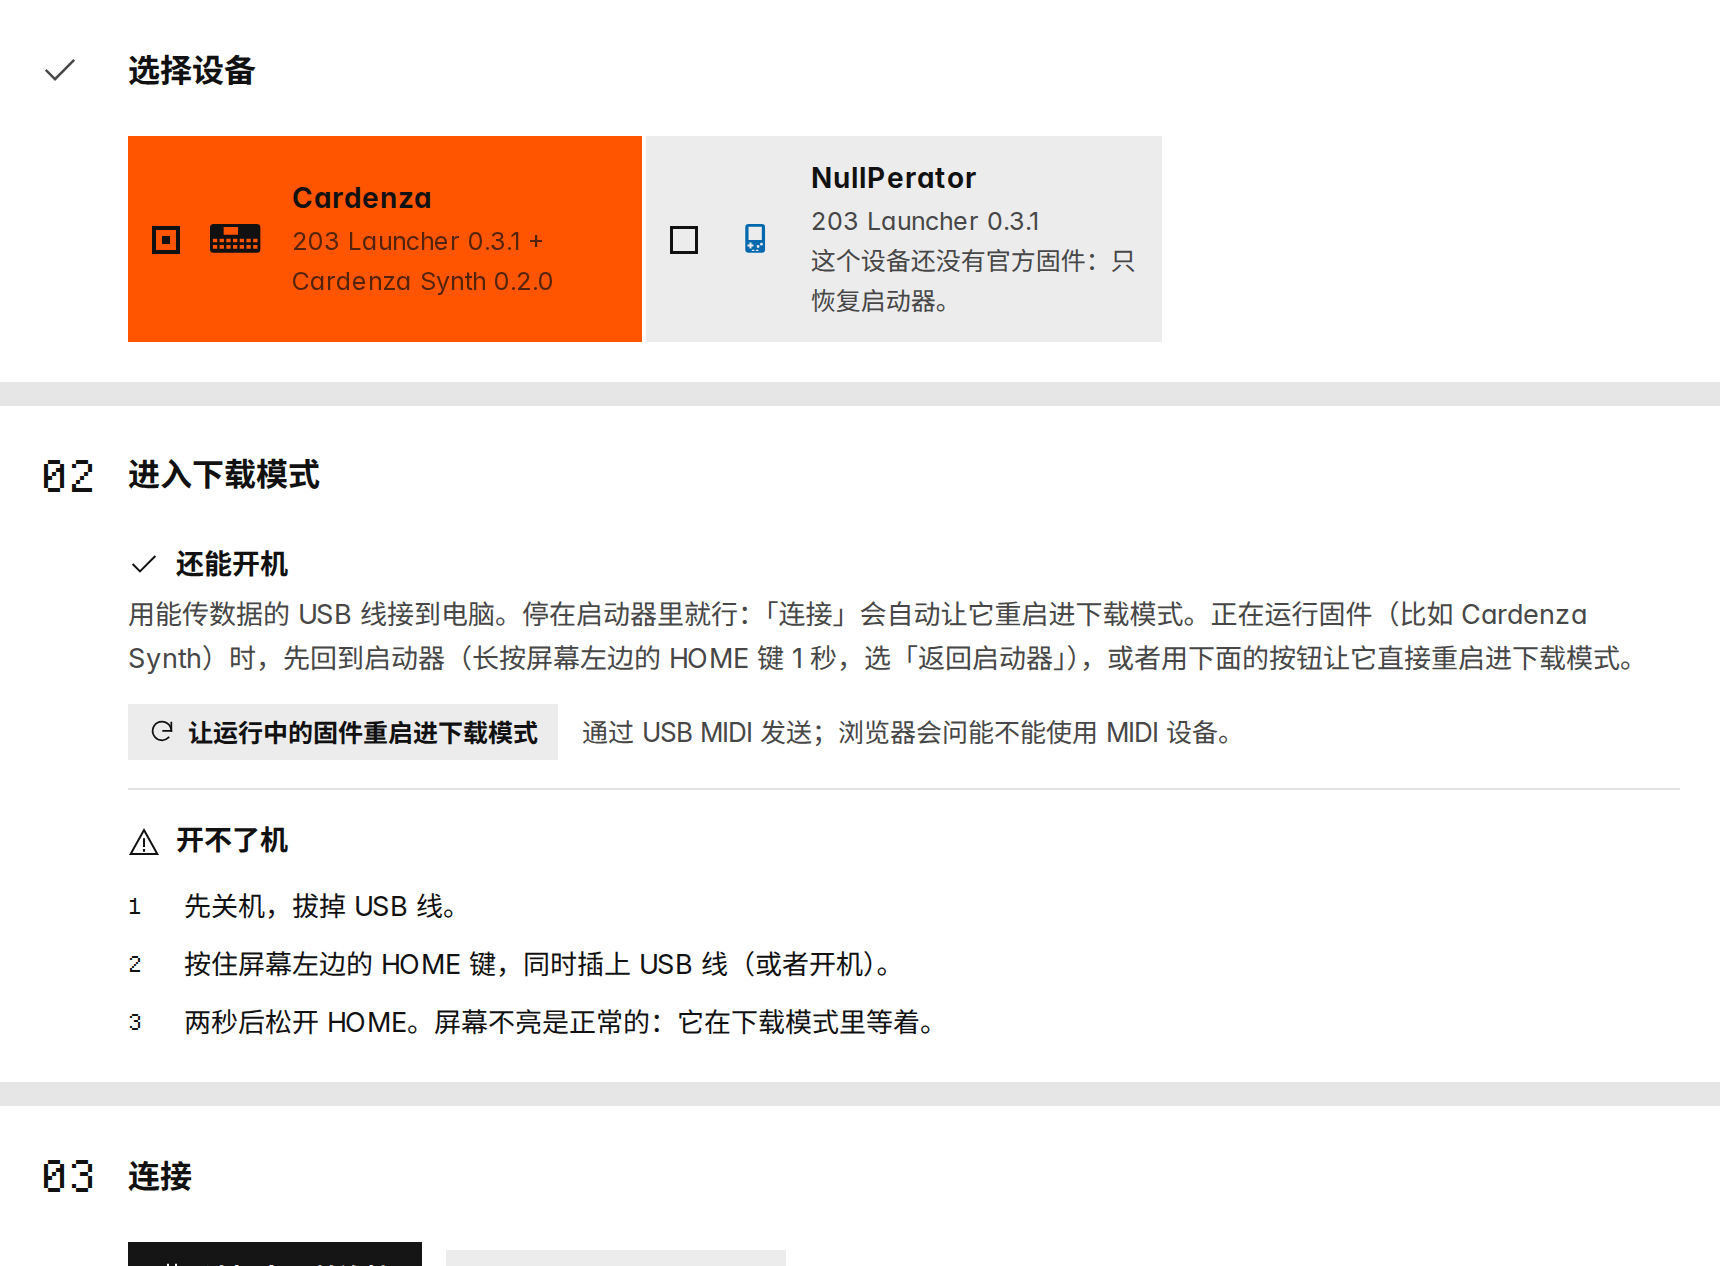 选择设备
Cardenza
203 Launcher 0.3.1 +
Cardenza Synth 0.2.0
NullPerator
203 Launcher 0.3.1
这个设备还没有官方固件：只
恢复启动器。
02 进入下载模式
还能开机
用能传数据的 USB 线接到电脑。停在启动器里就行：「连接」会自动让它重启进下载模式。正在运行固件（比如 Cardenza
Synth）时，先回到启动器（长按屏幕左边的 HOME 键 1 秒，选「返回启动器」），或者用下面的按钮让它直接重启进下载模式。
让运行中的固件重启进下载模式 通过 USB MIDI 发送；浏览器会问能不能使用 MIDI 设备。
开不了机
1 先关机，拔掉 USB 线。
2 按住屏幕左边的 HOME 键，同时插上 USB 线（或者开机）。
3 两秒后松开 HOME。屏幕不亮是正常的：它在下载模式里等着。
03 连接